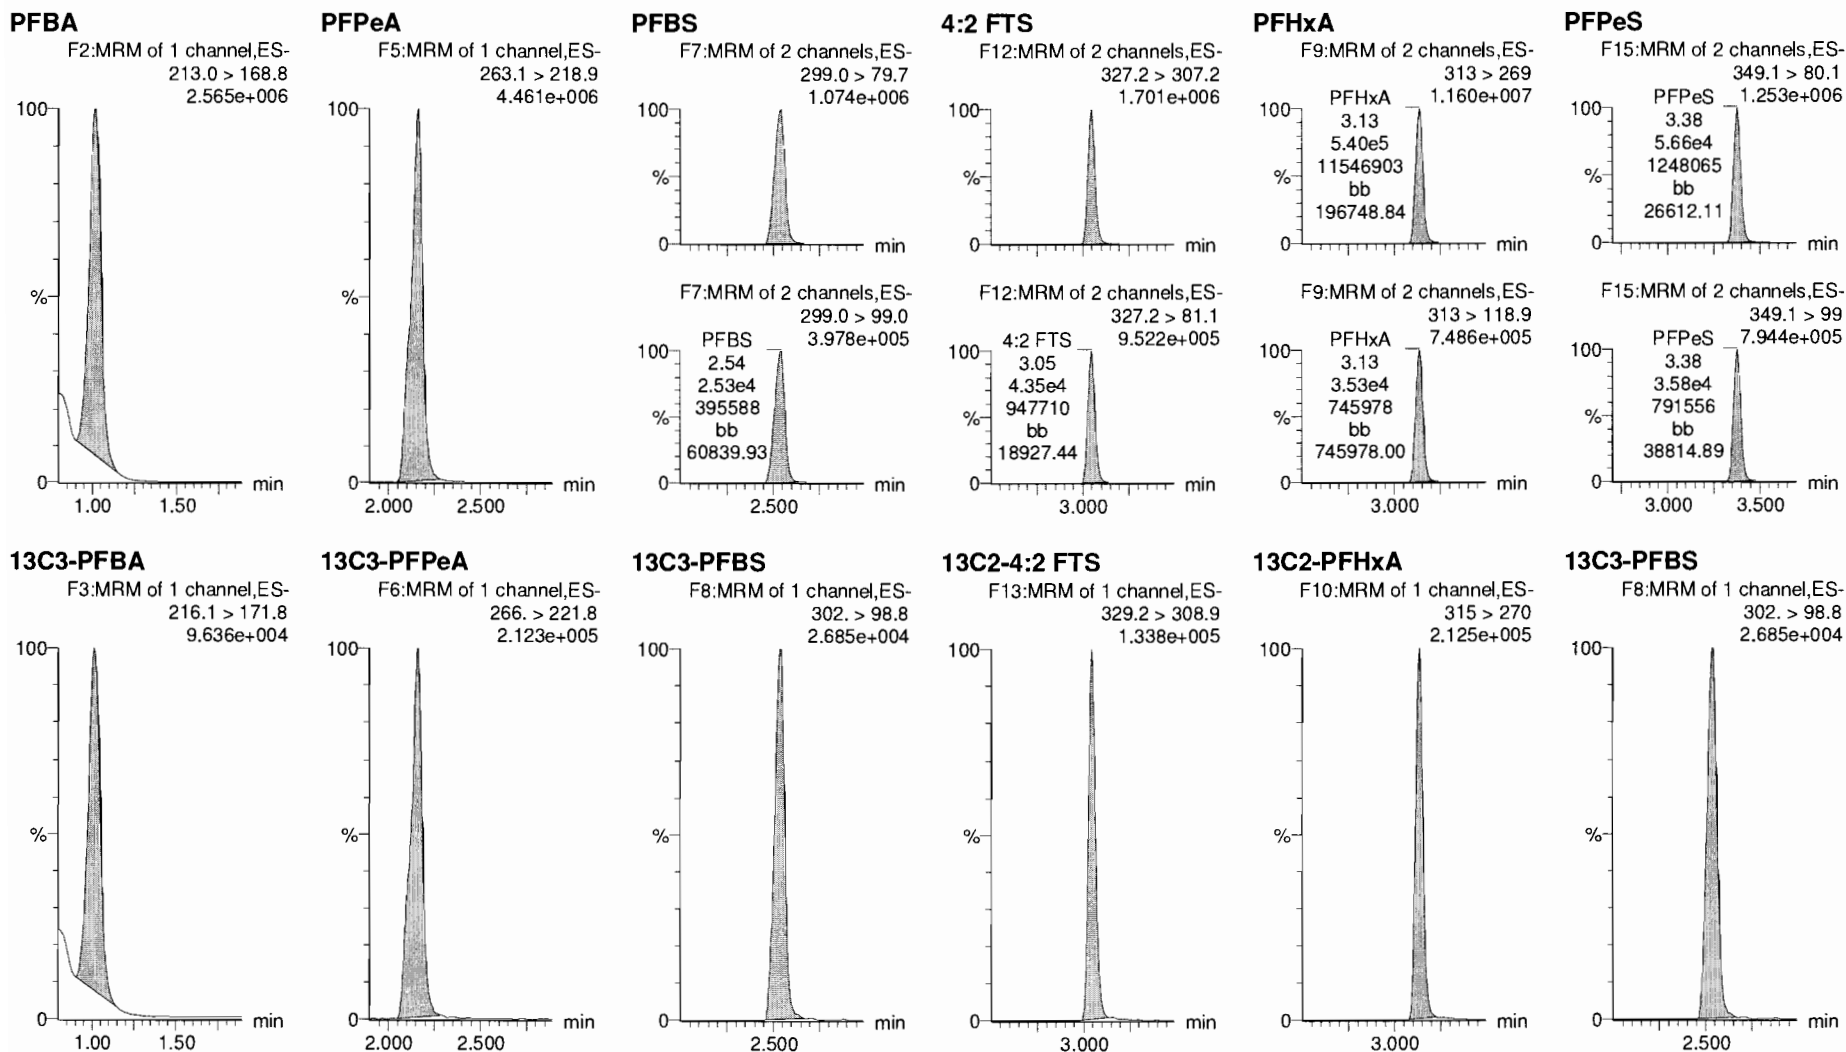 PFBA
F2:MRM of 1 channel,ES-
213.0 > 168.8
2.565e+006
100
%
0
min
1.00 1.50
PFPeA
F5:MRM of 1 channel,ES-
263.1 > 218.9
4.461e+006
100
%
0
min
2.000 2.500
PFBS
F7:MRM of 2 channels,ES-
299.0 > 79.7
1.074e+006
100
%
0
min
F7:MRM of 2 channels,ES-
299.0 > 99.0
3.978e+005
PFBS
2.54
2.53e4
395588
bb
60839.93
100
%
0
min
2.500
4:2 FTS
F12:MRM of 2 channels,ES-
327.2 > 307.2
1.701e+006
100
%
0
min
F12:MRM of 2 channels,ES-
327.2 > 81.1
9.522e+005
4:2 FTS
3.05
4.35e4
947710
bb
18927.44
100
%
0
min
3.000
PFHxA
F9:MRM of 2 channels,ES-
313 > 269
1.160e+007
PFHxA
3.13
5.40e5
11546903
bb
196748.84
100
%
0
min
F9:MRM of 2 channels,ES-
313 > 118.9
7.486e+005
PFHxA
3.13
3.53e4
745978
bb
745978.00
100
%
0
min
3.000
PFPeS
F15:MRM of 2 channels,ES-
349.1 > 80.1
1.253e+006
PFPeS
3.38
5.66e4
1248065
bb
26612.11
100
%
0
min
F15:MRM of 2 channels,ES-
349.1 > 99
7.944e+005
PFPeS
3.38
3.58e4
791556
bb
38814.89
100
%
0
min
3.000 3.500
13C3-PFBA
F3:MRM of 1 channel,ES-
216.1 > 171.8
9.636e+004
100
%
0
min
1.00 1.50
13C3-PFPeA
F6:MRM of 1 channel,ES-
266. > 221.8
2.123e+005
100
%
0
min
2.000 2.500
13C3-PFBS
F8:MRM of 1 channel,ES-
302. > 98.8
2.685e+004
100
%
0
min
2.500
13C2-4:2 FTS
F13:MRM of 1 channel,ES-
329.2 > 308.9
1.338e+005
100
%
0
min
3.000
13C2-PFHxA
F10:MRM of 1 channel,ES-
315 > 270
2.125e+005
100
%
0
min
3.000
13C3-PFBS
F8:MRM of 1 channel,ES-
302. > 98.8
2.685e+004
100
%
0
min
2.500